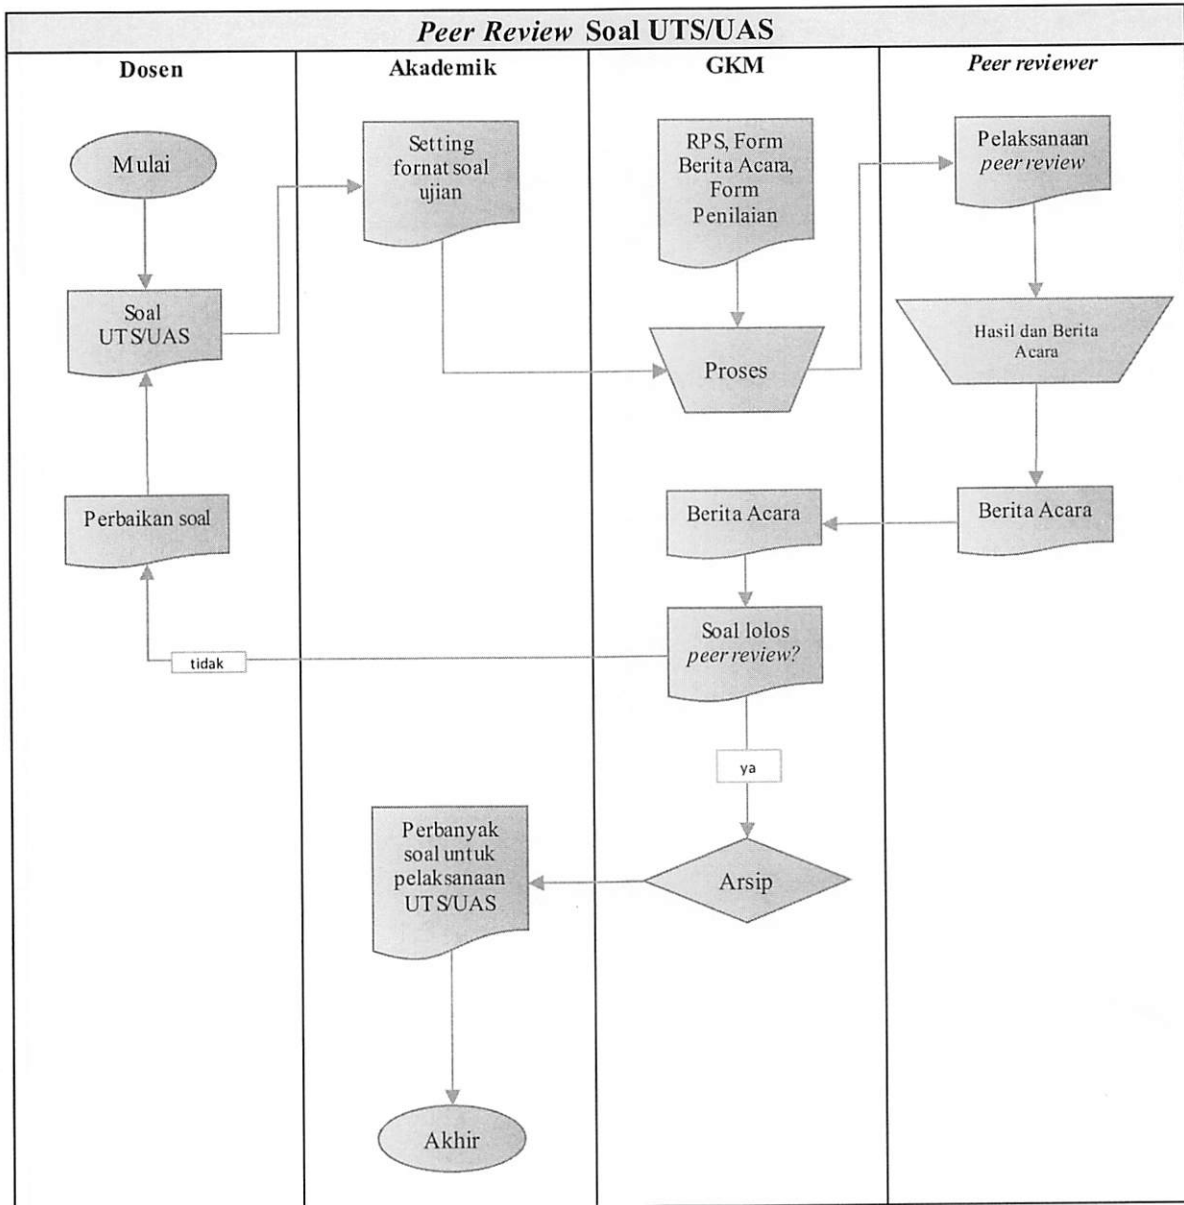 Peer Review Soal UTS/UAS
Dosen
Akademik
GKM
Peer reviewer
Mulai
Setting
fornat soal
ujian
RPS, Form
Berita Acara,
Form
Penilaian
Pelaksanaan
peer review
Soal
UTS/UAS
Proses
Hasil dan Berita
Acara
Perbaikan soal
Berita Acara
Berita Acara
Soal lolos
peer review?
tidak
ya
Perbanyak
soal untuk
pelaksanaan
UTS/UAS
Arsip
Akhir